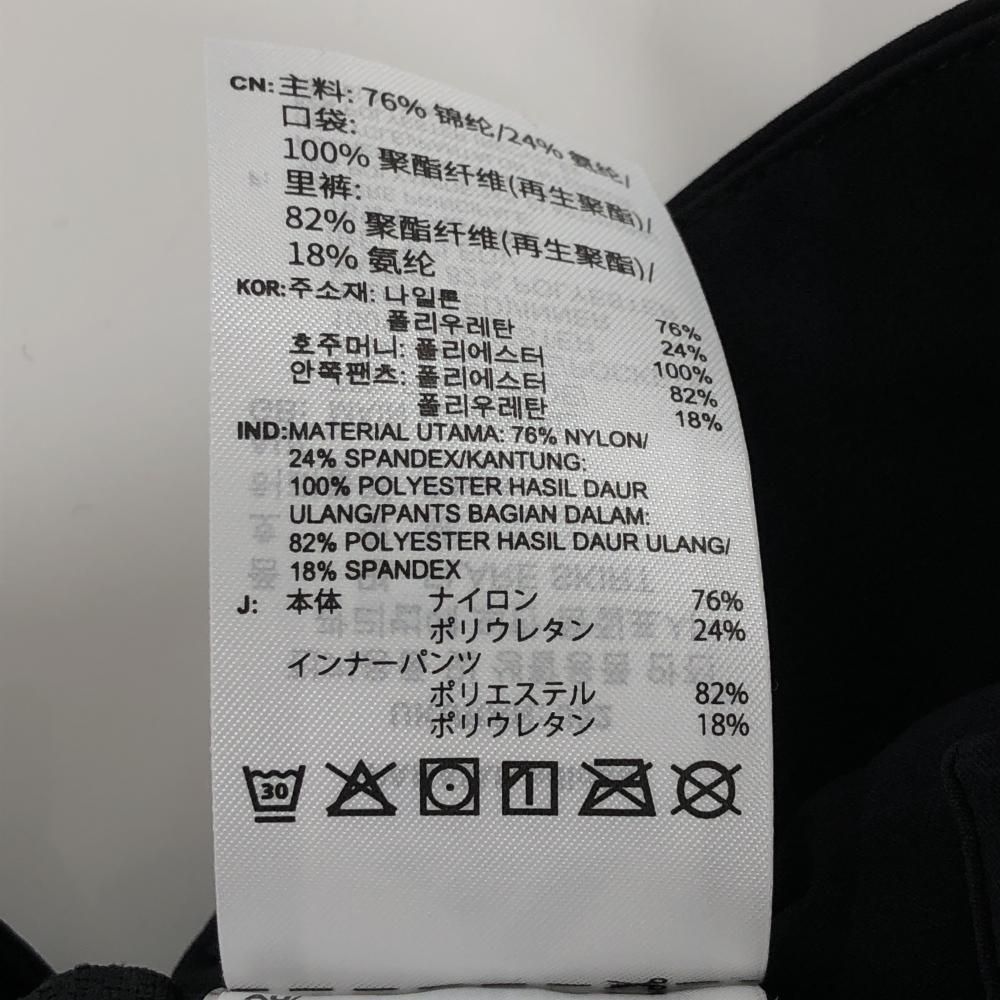 CN: 主料: 76% 锦纶/24% 氨纶/
口袋:
100% 聚酯纤维(再生聚酯)/
里裤:
82% 聚酯纤维(再生聚酯)/
18% 氨纶
KOR: 주소재: 나일론 76%
폴리우레탄 24%
호주머니: 폴리에스터 100%
안쪽팬츠: 폴리에스터 82%
폴리우레탄 18%
IND: MATERIAL UTAMA: 76% NYLON/
24% SPANDEX/KANTUNG:
100% POLYESTER HASIL DAUR
ULANG/PANTS BAGIAN DALAM:
82% POLYESTER HASIL DAUR ULANG/
18% SPANDEX
J: 本体 ナイロン 76%
ポリウレタン 24%
インナーパンツ
ポリエステル 82%
ポリウレタン 18%
30